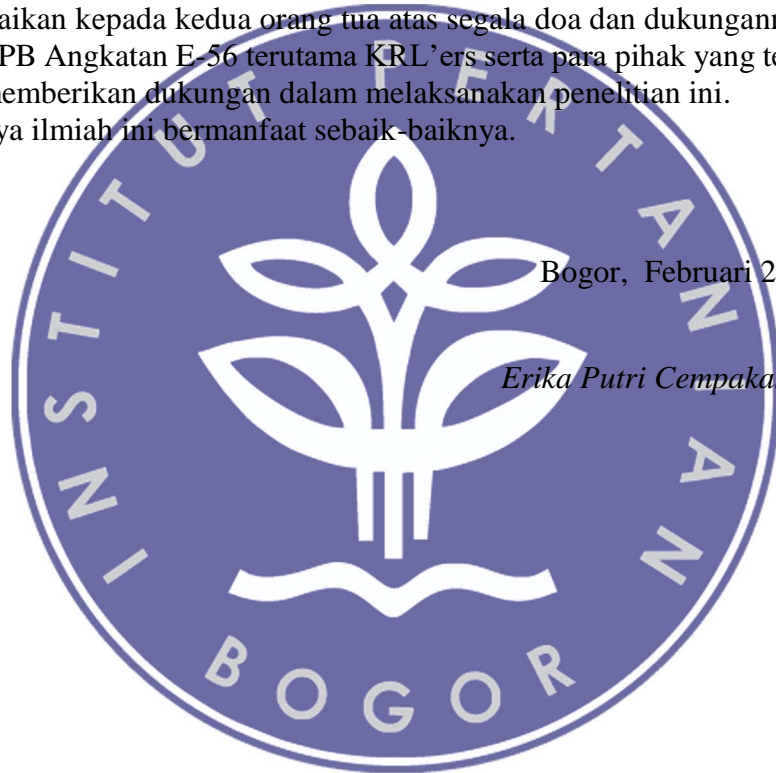 aikan kepada kedua orang tua atas segala doa dan dukungann
PB Angkatan E-56 terutama KRL’ers serta para pihak yang te
memberikan dukungan dalam melaksanakan penelitian ini.
ya ilmiah ini bermanfaat sebaik-baiknya.
Bogor, Februari 2
Erika Putri Cempaka
INSTITUT PERTANIAN
BOGOR